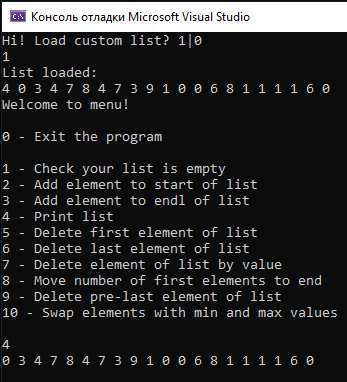 Консоль отладки Microsoft Visual Studio
Hi! Load custom list? 1|0
1
List loaded:
4 0 3 4 7 8 4 7 3 9 1 0 0 6 8 1 1 1 1 6 0
Welcome to menu!
0 - Exit the program
1 - Check your list is empty
2 - Add element to start of list
3 - Add element to endl of list
4 - Print list
5 - Delete first element of list
6 - Delete last element of list
7 - Delete element of list by value
8 - Move number of first elements to end
9 - Delete pre-last element of list
10 - Swap elements with min and max values
4
0 3 4 7 8 4 7 3 9 1 0 0 6 8 1 1 1 1 6 0